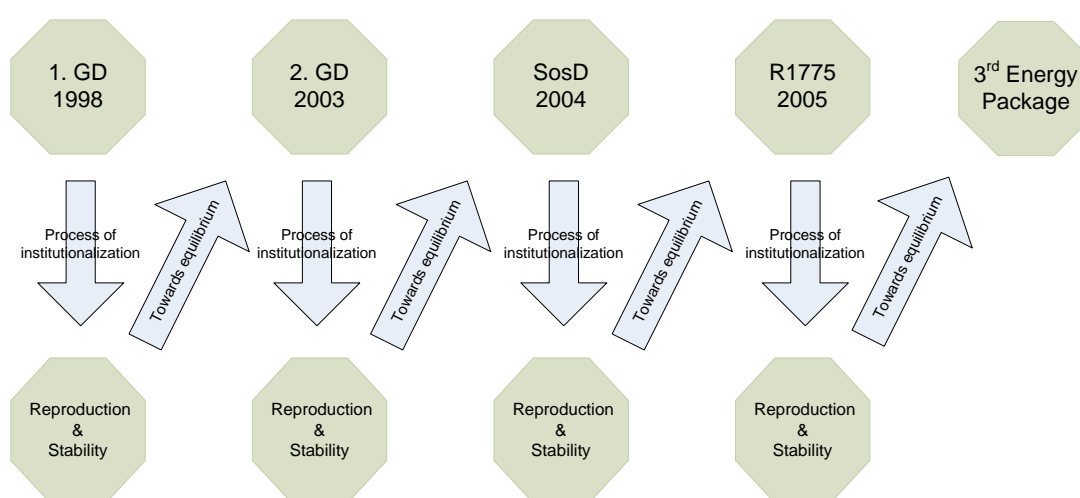 1. GD
1998
2. GD
2003
SosD
2004
R1775
2005
3rd Energy
Package
Process of
institutionalization
Towards equilibrium
Process of
institutionalization
Towards equilibrium
Process of
institutionalization
Towards equilibrium
Process of
institutionalization
Towards equilibrium
Reproduction
&
Stability
Reproduction
&
Stability
Reproduction
&
Stability
Reproduction
&
Stability